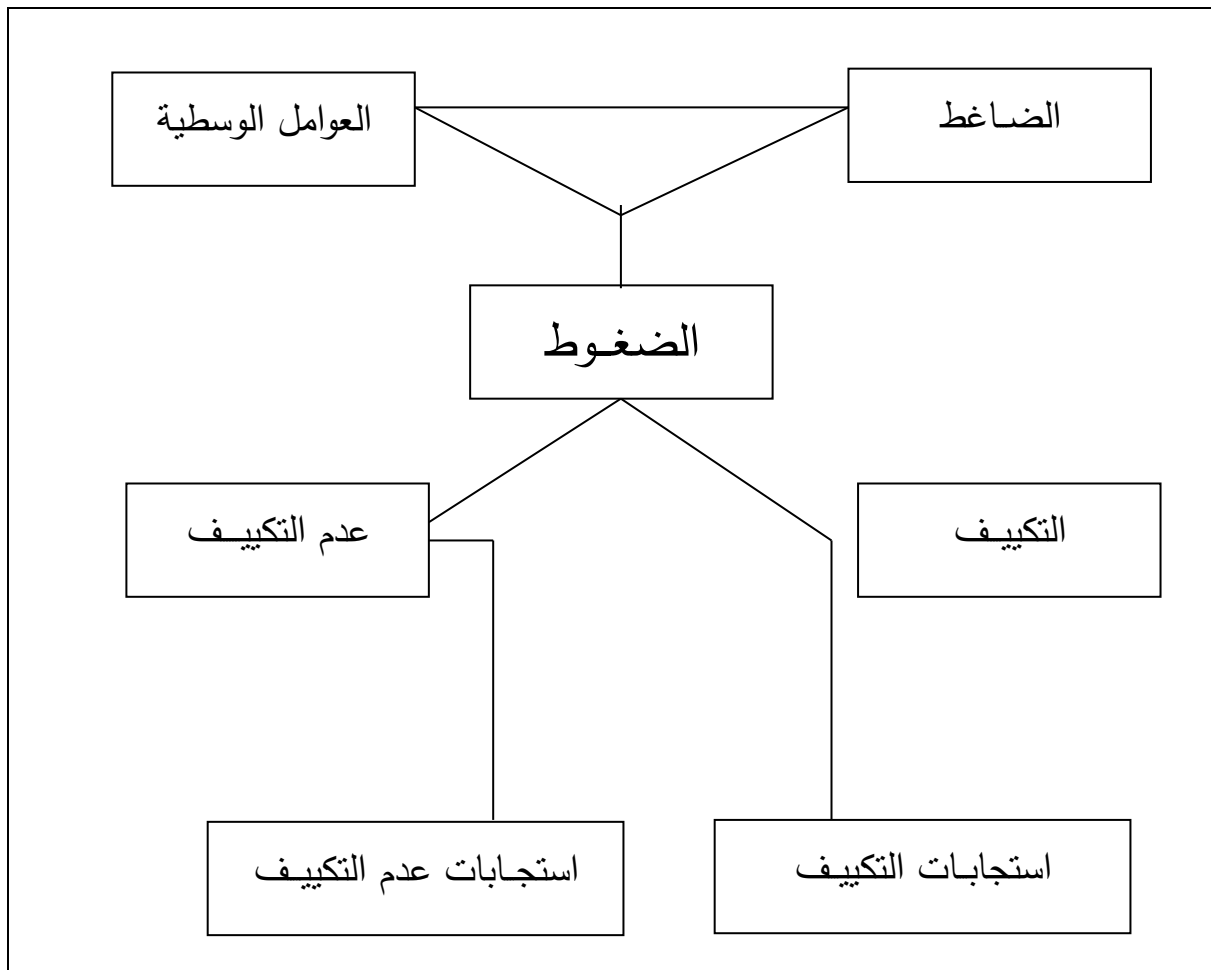 الضاغط
العوامل الوسطية
الضغوط
التكييف
عدم التكييف
استجابات التكييف
استجابات عدم التكييف